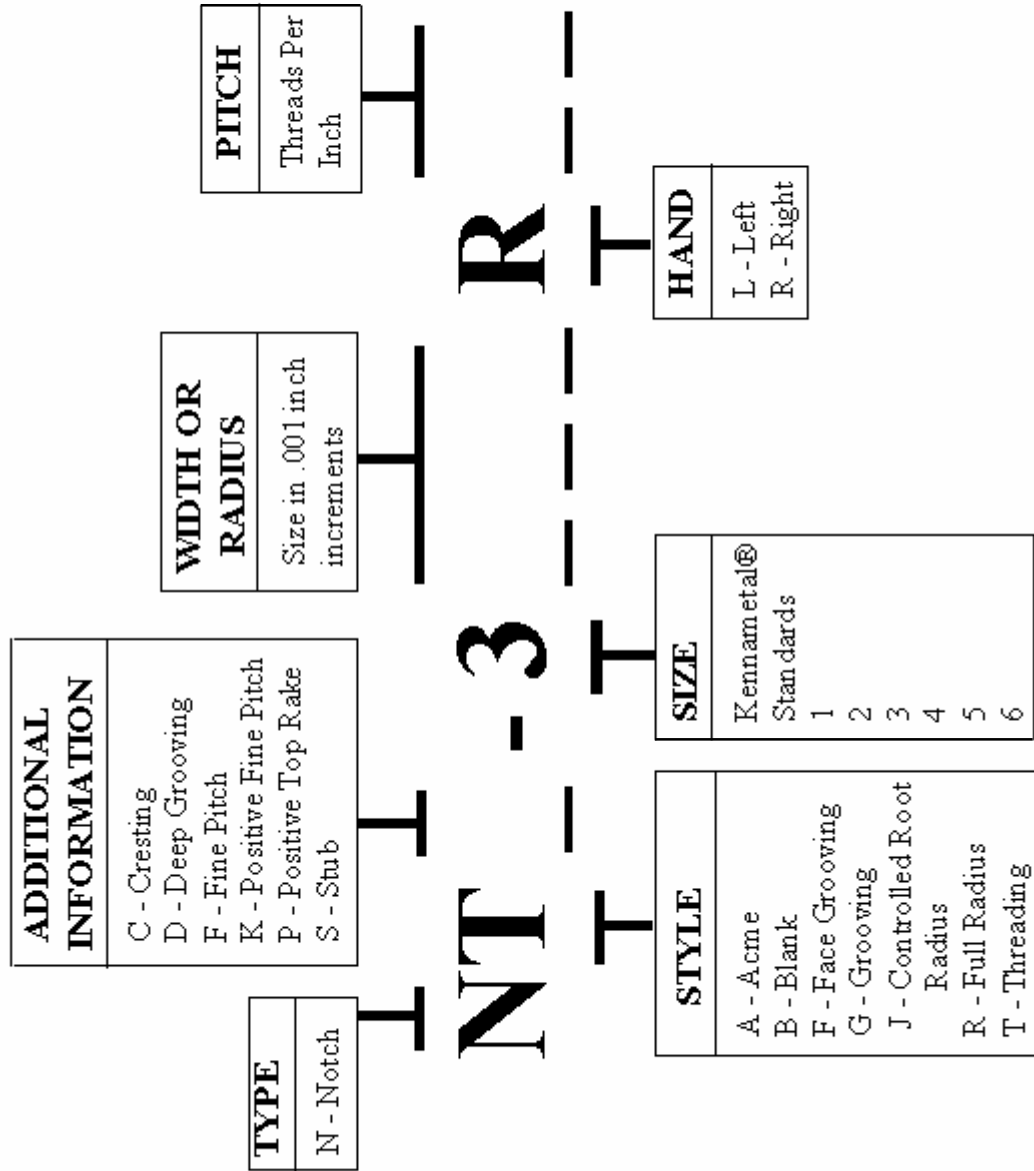 TYPE
N - Notch
ADDITIONAL
INFORMATION
C - Cresting
D - Deep Grooving
F - Fine Pitch
K - Positive Fine Pitch
P - Positive Top Rake
S - Stub
WIDTH OR
RADIUS
Size in .001 inch
increments
PITCH
Threads Per
Inch
NT _ - 3 _ _ _ _ R _ _
STYLE
A - Acme
B - Blank
F - Face Grooving
G - Grooving
J - Controlled Root
Radius
R - Full Radius
T - Threading
SIZE
Kennametal®
Standards
1
2
3
4
5
6
HAND
L - Left
R - Right